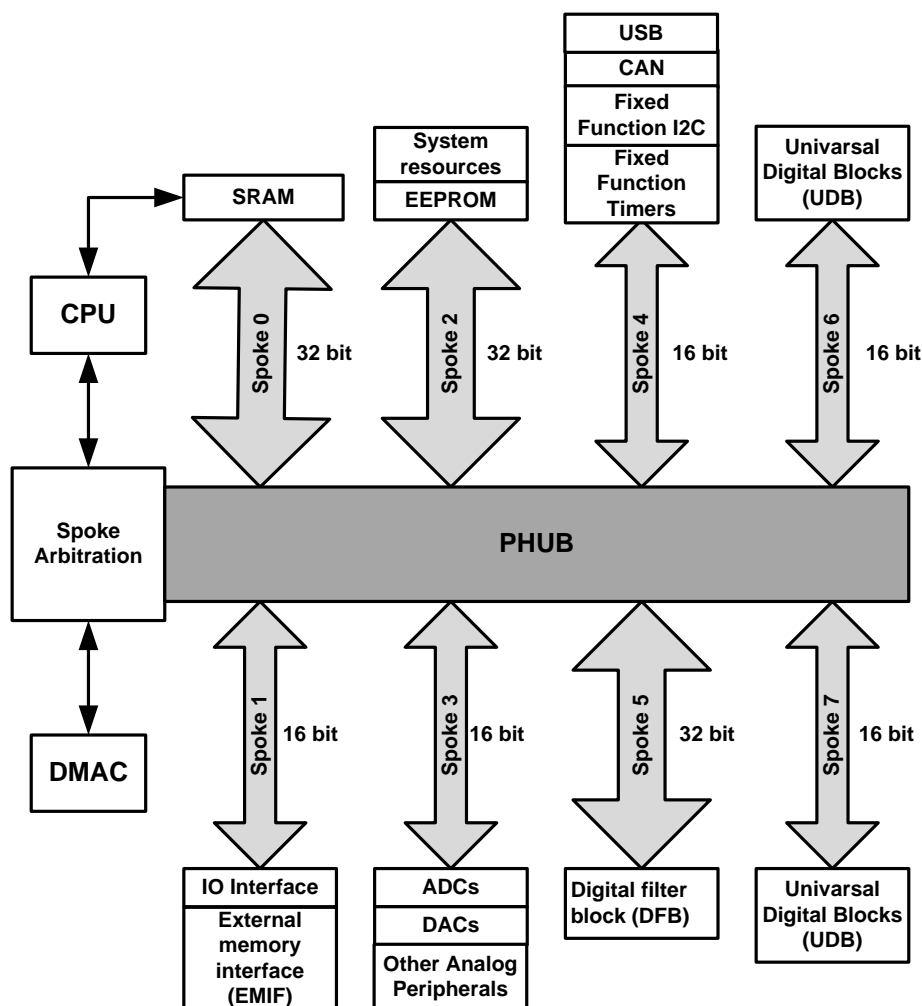 USB
CAN
Fixed
Function I2C
Fixed
Function
Timers
System
resources
EEPROM
Univarsal
Digital Blocks
(UDB)
SRAM
CPU
Spoke 0
32 bit
Spoke 2
32 bit
Spoke 4
16 bit
Spoke 6
16 bit
Spoke
Arbitration
PHUB
DMAC
Spoke 1
16 bit
Spoke 3
16 bit
Spoke 5
32 bit
Spoke 7
16 bit
IO Interface
External
memory
interface
(EMIF)
ADCs
DACs
Other Analog
Peripherals
Digital filter
block (DFB)
Univarsal
Digital Blocks
(UDB)